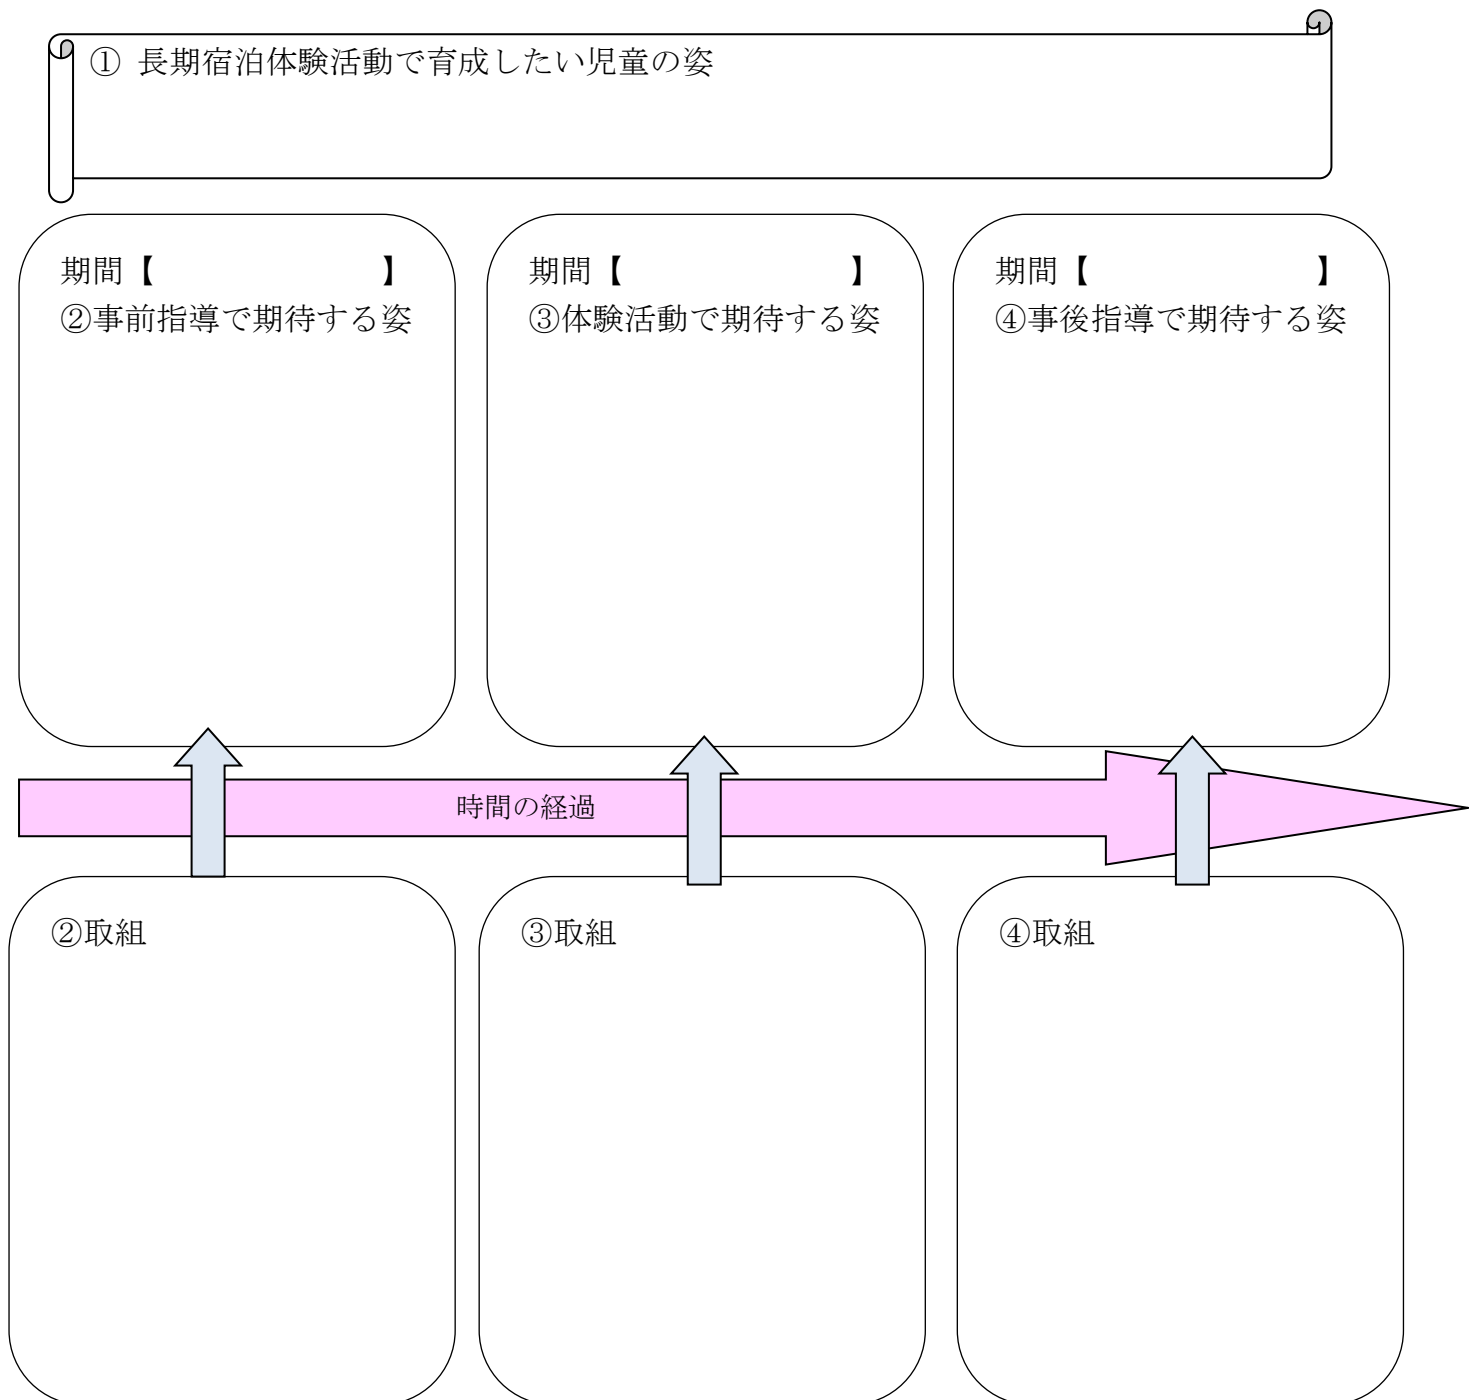 ① 長期宿泊体験活動で育成したい児童の姿
期間【　　　　　　　】
②事前指導で期待する姿
期間【　　　　　　　】
③体験活動で期待する姿
期間【　　　　　　　】
④事後指導で期待する姿
時間の経過
②取組
③取組
④取組